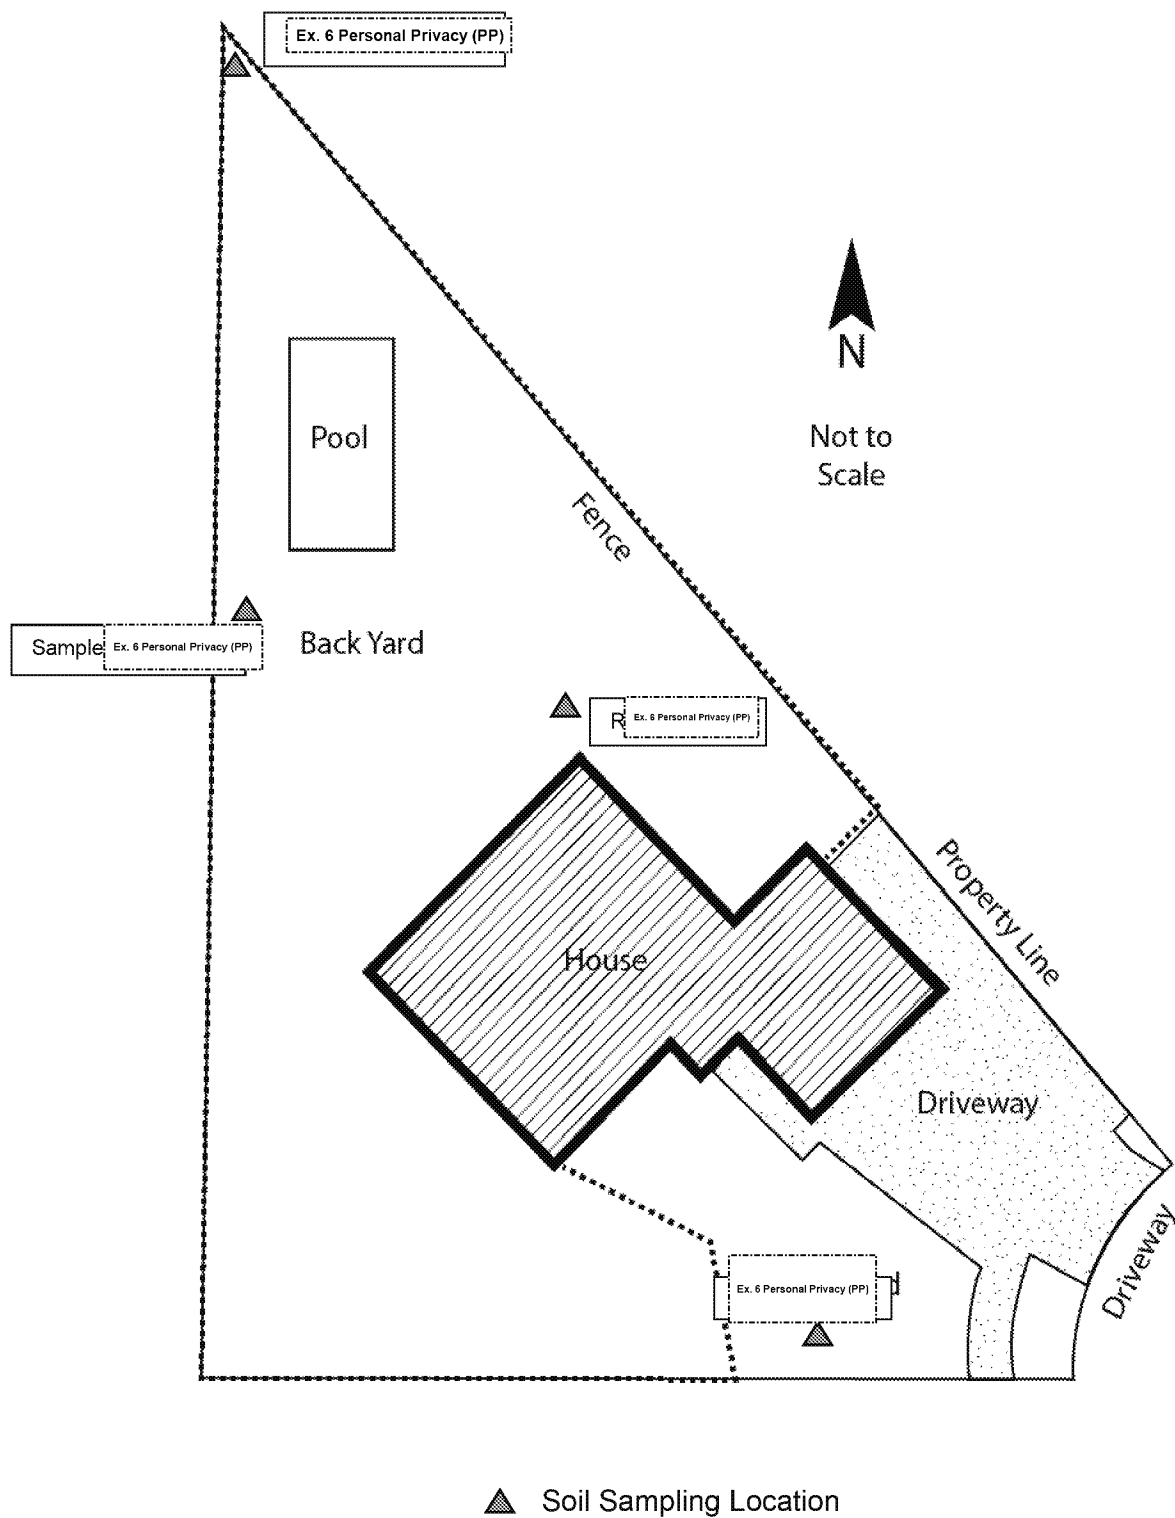 Ex. 6 Personal Privacy (PP)
N
Not to
Scale
Pool
Fence
Sample
Ex. 6 Personal Privacy (PP)
Back Yard
R
Ex. 6 Personal Privacy (PP)
Property Line
House
Driveway
Driveway
Ex. 6 Personal Privacy (PP)
Soil Sampling Location